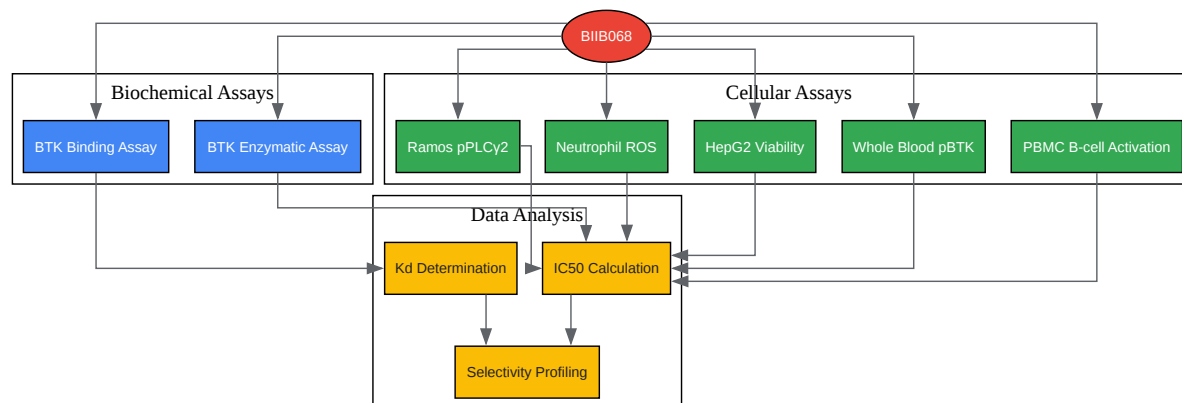 BIIB068
Biochemical Assays
Cellular Assays
BTK Binding Assay
BTK Enzymatic Assay
Ramos pPLCγ2
Neutrophil ROS
HepG2 Viability
Whole Blood pBTK
PBMC B-cell Activation
Data Analysis
Kd Determination
IC50 Calculation
Selectivity Profiling